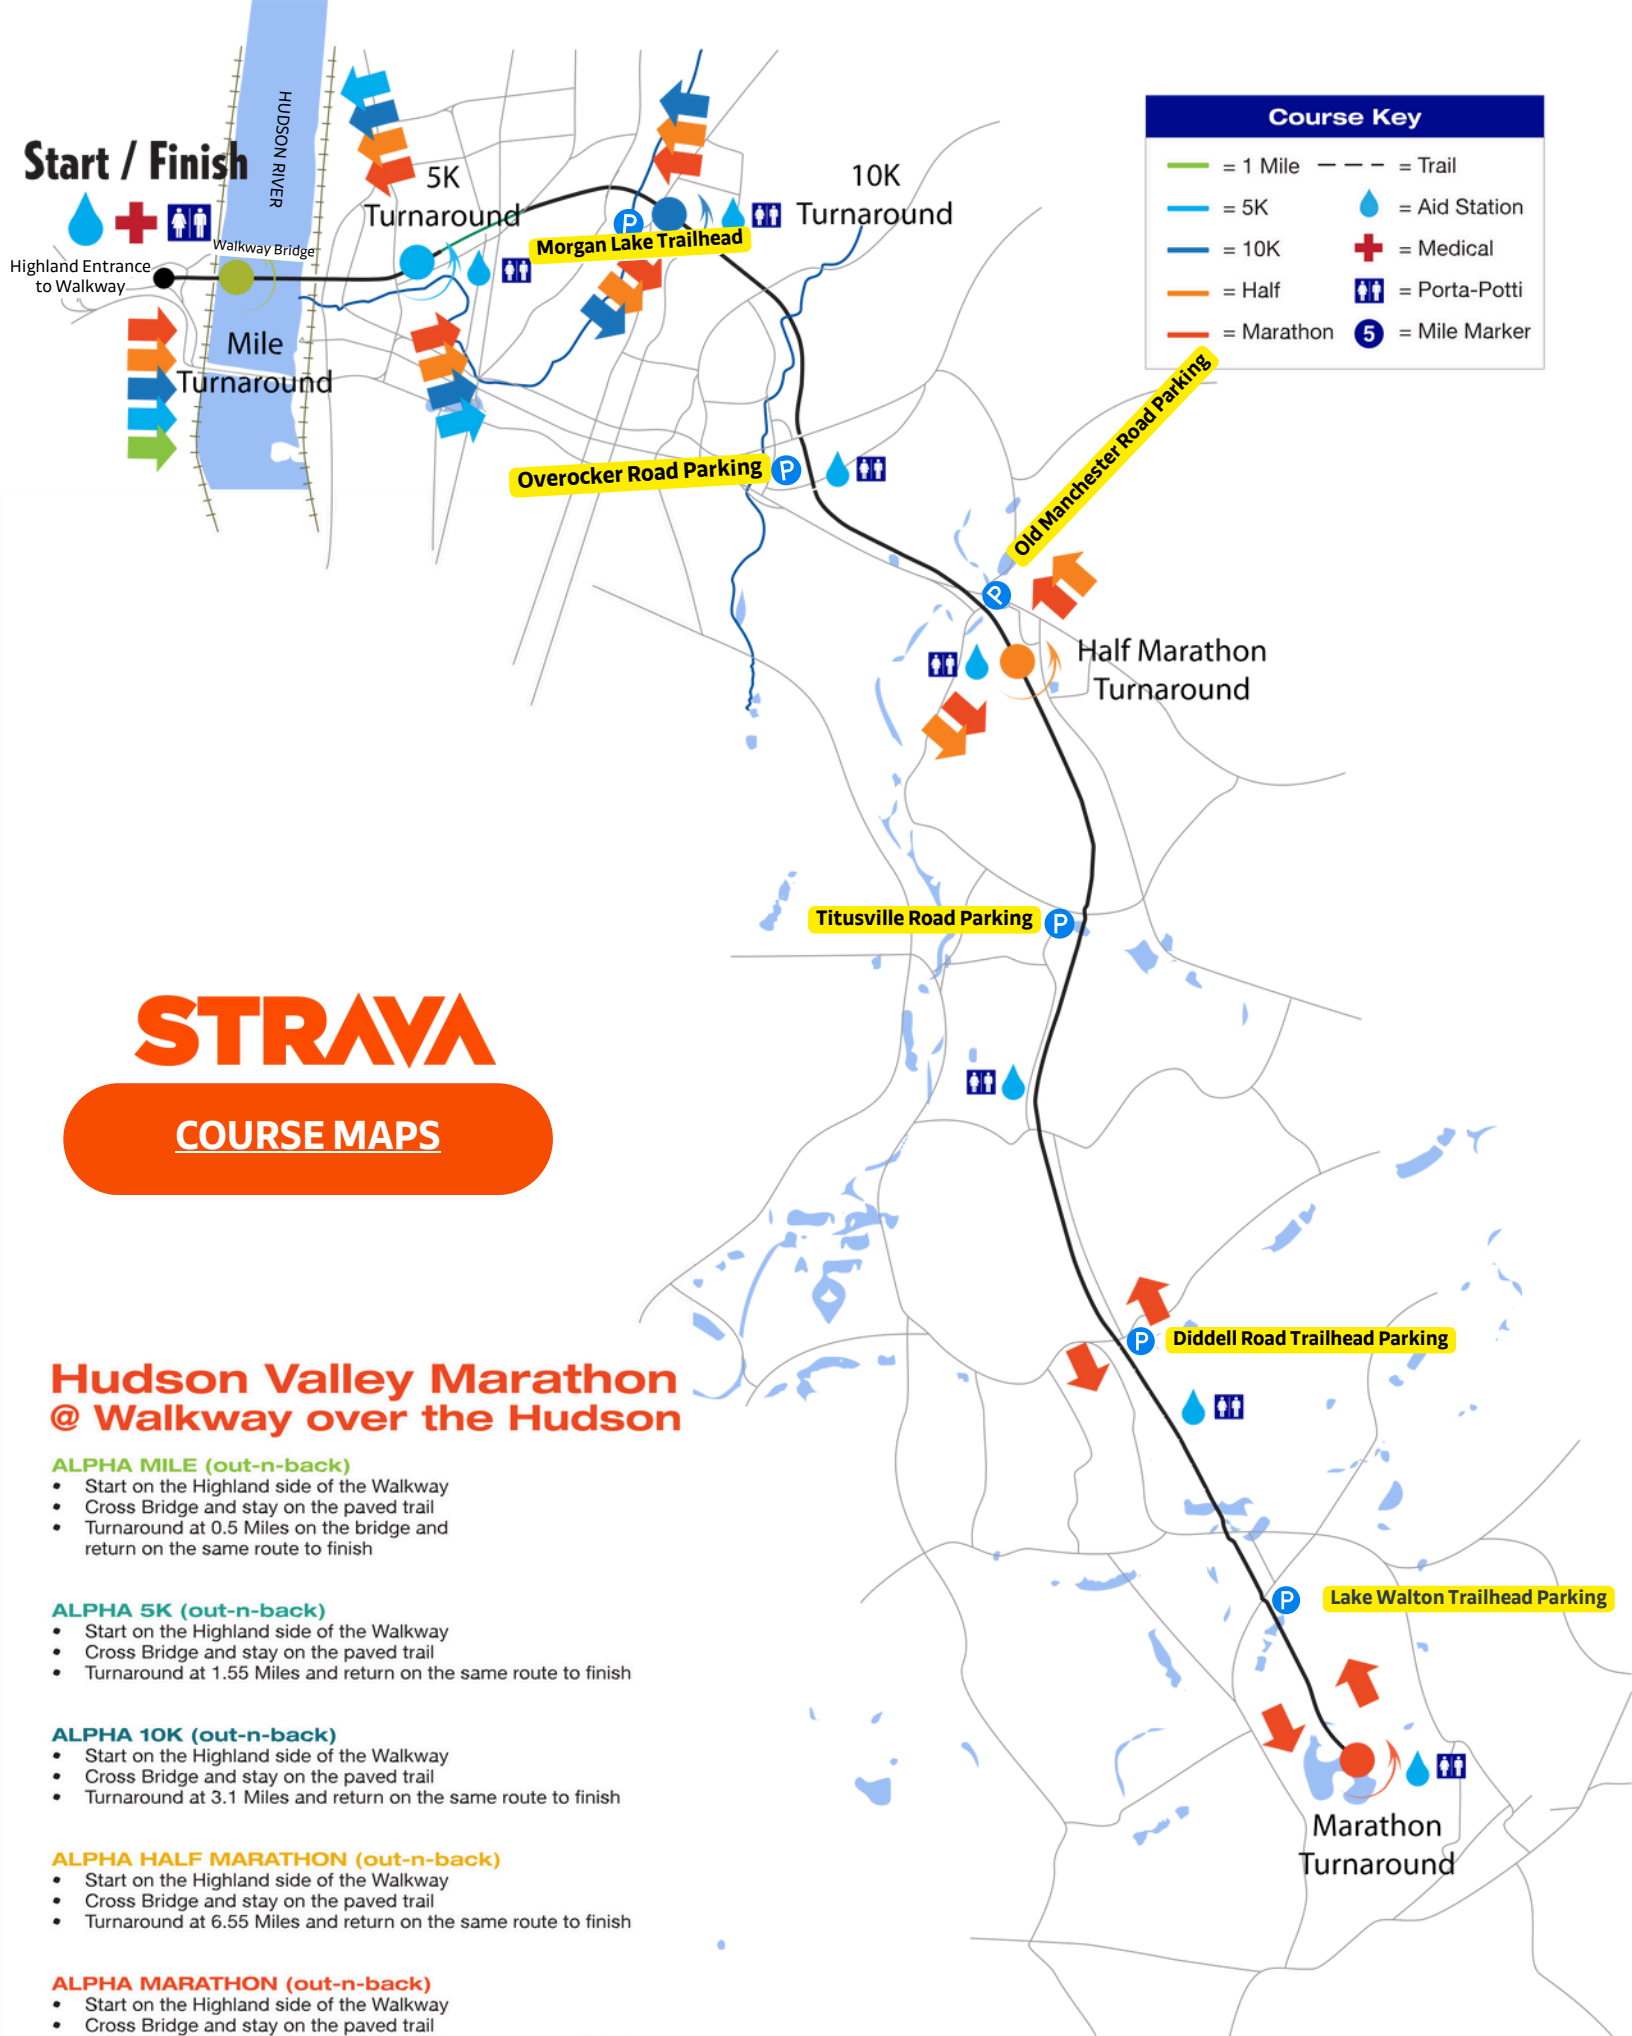 HUDSON RIVER
Start / Finish
Highland Entrance
to Walkway
Walkway Bridge
Mile
Turnaround
5K
Turnaround
P
Morgan Lake Trailhead
10K
Turnaround
Course Key
= 1 Mile
= Trail
= 5K
= Aid Station
= 10K
= Medical
= Half
= Porta-Potti
= Marathon
5 = Mile Marker
Overocker Road Parking P
Old Manchester Road Parking
P
Half Marathon
Turnaround
Titusville Road Parking P
STRAVA
COURSE MAPS
P Diddell Road Trailhead Parking
P Lake Walton Trailhead Parking
Marathon
Turnaround
Hudson Valley Marathon
@ Walkway over the Hudson
ALPHA MILE (out-n-back)
• Start on the Highland side of the Walkway
• Cross Bridge and stay on the paved trail
• Turnaround at 0.5 Miles on the bridge and
return on the same route to finish
ALPHA 5K (out-n-back)
• Start on the Highland side of the Walkway
• Cross Bridge and stay on the paved trail
• Turnaround at 1.55 Miles and return on the same route to finish
ALPHA 10K (out-n-back)
• Start on the Highland side of the Walkway
• Cross Bridge and stay on the paved trail
• Turnaround at 3.1 Miles and return on the same route to finish
ALPHA HALF MARATHON (out-n-back)
• Start on the Highland side of the Walkway
• Cross Bridge and stay on the paved trail
• Turnaround at 6.55 Miles and return on the same route to finish
ALPHA MARATHON (out-n-back)
• Start on the Highland side of the Walkway
• Cross Bridge and stay on the paved trail